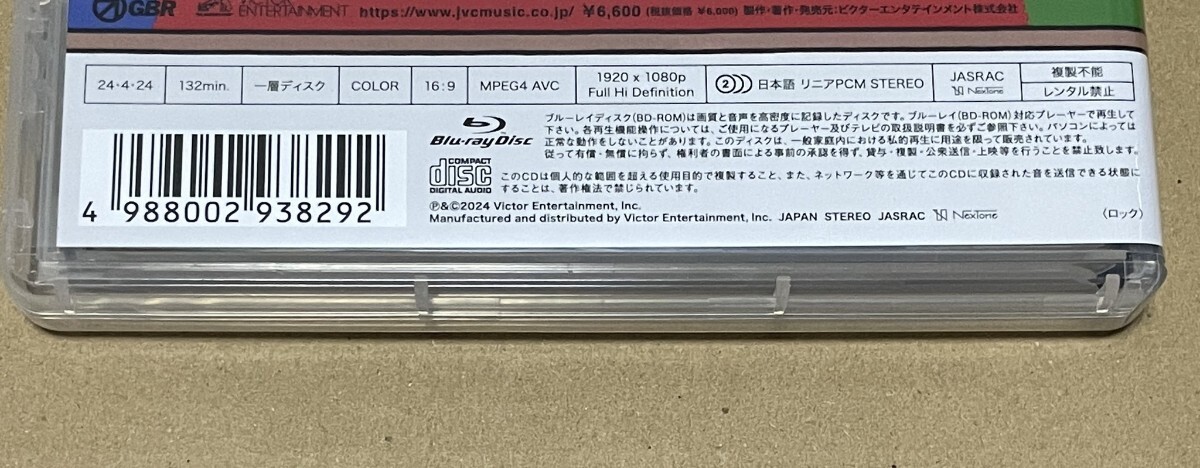 GBR
ENTERTAINMENT https://www.jvcmusic.co.jp/ ¥6,600 (税抜価格 ¥6,000) 製作・著作・発売元:ビクターエンタテインメント株式会社
24・4・24 132min. 一層ディスク COLOR 16:9 MPEG4 AVC 1920 x 1080p Full Hi Definition 2 日本語 リニアPCM STEREO JASRAC NexTone 複製不能 レンタル禁止
Blu-ray Disc
ブルーレイディスク(BD-ROM)は画質と音声を高密度に記録したディスクです。ブルーレイ(BD-ROM)対応プレーヤーで再生して
下さい。各再生機能操作については、ご使用になるプレーヤー及びテレビの取扱説明書を必ずご参照下さい。パソコンによっては
正常な動作をしないことがあります。このディスクは、一般家庭内における私的再生に用途を限って販売されています。
従って有償・無償に拘らず、権利者の書面による事前の承認を得ず、貸与・複製・公衆送信・上映等を行うことを禁止致します。
COMPACT
disc
DIGITAL AUDIO
このCDは個人的な範囲を超える使用目的で複製すること、また、ネットワーク等を通じてこのCDに収録された音を送信できる状態に
することは、著作権法で禁じられています。
℗&©2024 Victor Entertainment, Inc.
Manufactured and distributed by Victor Entertainment, Inc. JAPAN STEREO JASRAC NexTone 〈ロック〉
4 988002 938292